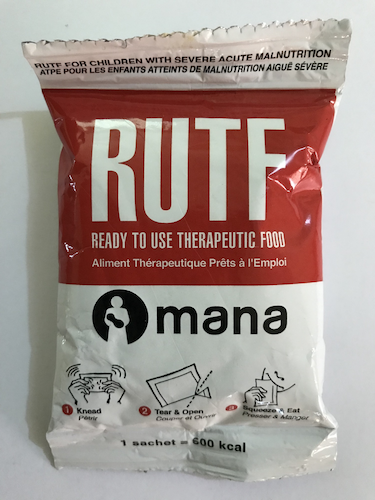 RUTF FOR CHILDREN WITH SEVERE ACUTE MALNUTRITION
ATPE POUR LES ENFANTS ATTEINTS DE MALNUTRITION AIGUË SÉVÈRE
RUTF
READY TO USE THERAPEUTIC FOOD
Aliment Thérapeutique Prêts à l'Emploi
mana
1 Knead
Pétrir
2 Tear & Open
Couper et Ouvrir
3 Squeeze & Eat
Presser & Manger
1 sachet = 500 kcal